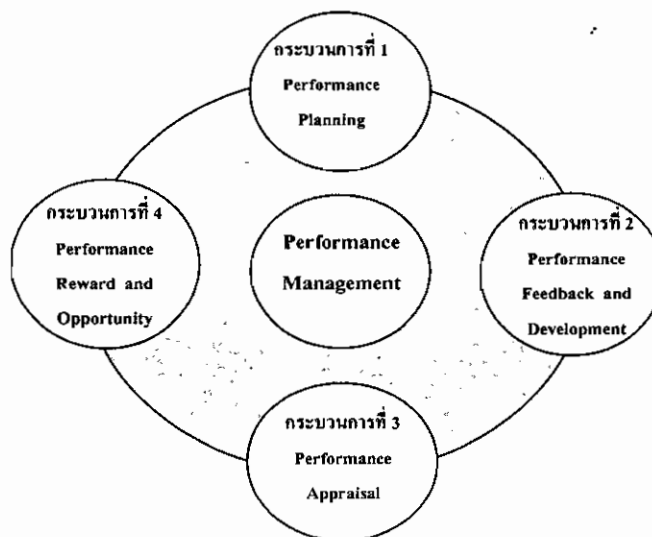 กระบวนการที่ 1
Performance
Planning
กระบวนการที่ 4
Performance
Reward and
Opportunity
Performance
Management
กระบวนการที่ 2
Performance
Feedback and
Development
กระบวนการที่ 3
Performance
Appraisal